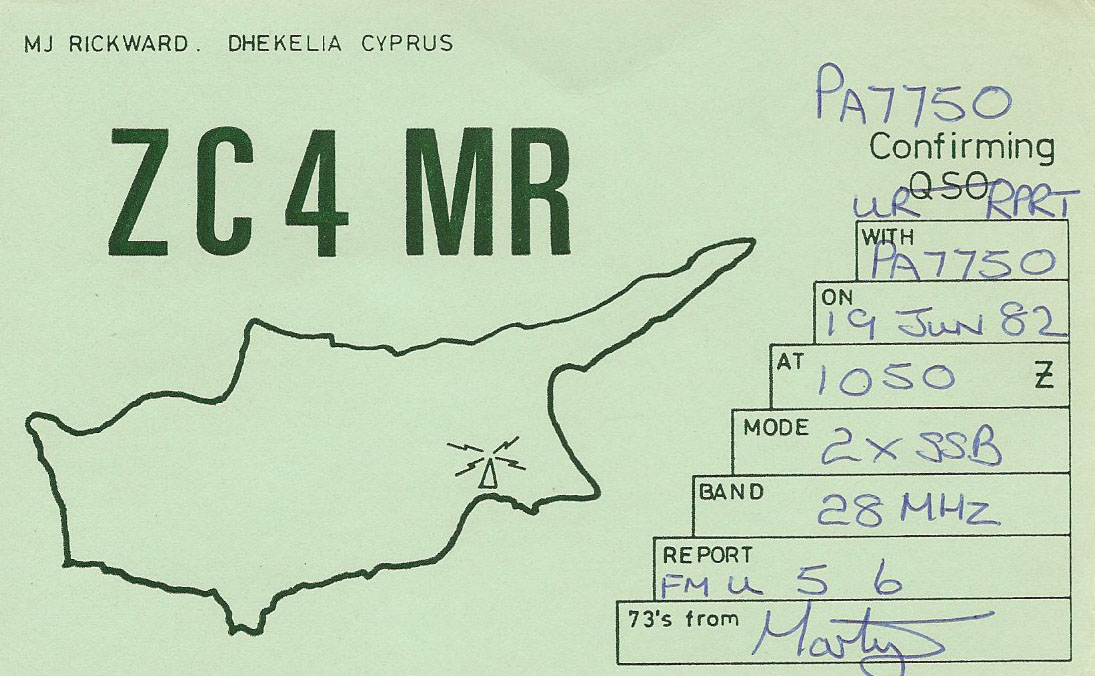 MJ RICKWARD. DHEKELIA CYPRUS
ZC4MR
PA7750
Confirming
QSO
UR RPRT
WITH PA7750
ON 19 JUN 82
AT 1050 Z
MODE 2x SSB
BAND 28 MHz
REPORT
FM U 5 6
73's from Marty